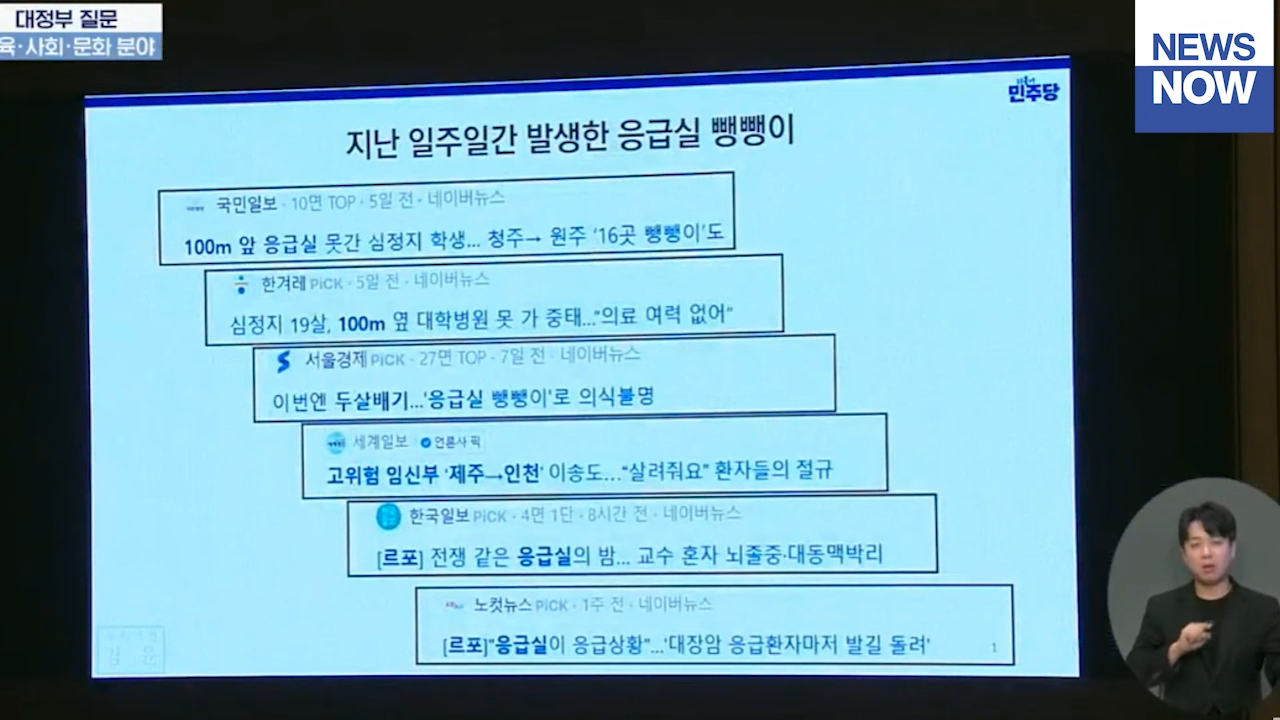 대정부 질문
육·사회·문화 분야
NEWS
NOW
민주당
지난 일주일간 발생한 응급실 뺑뺑이
국민일보 · 10면 TOP · 5일 전 · 네이버뉴스
100m 앞 응급실 못간 심정지 학생... 청주→ 원주 '16곳 뺑뺑이'도
한겨레 PiCK · 5일 전 · 네이버뉴스
심정지 19살, 100m 옆 대학병원 못 가 중태..."의료 여력 없어"
서울경제 PiCK · 27면 TOP · 7일 전 · 네이버뉴스
이번엔 두살배기...'응급실 뺑뺑이'로 의식불명
세계일보 언론사 픽
고위험 임신부 '제주→인천' 이송도..."살려줘요" 환자들의 절규
한국일보 PiCK · 4면 1단 · 8시간 전 · 네이버뉴스
[르포] 전쟁 같은 응급실의 밤... 교수 혼자 뇌졸중·대동맥박리
노컷뉴스 PiCK · 1주 전 · 네이버뉴스
[르포]"응급실이 응급상황"...'대장암 응급환자마저 발길 돌려'
1